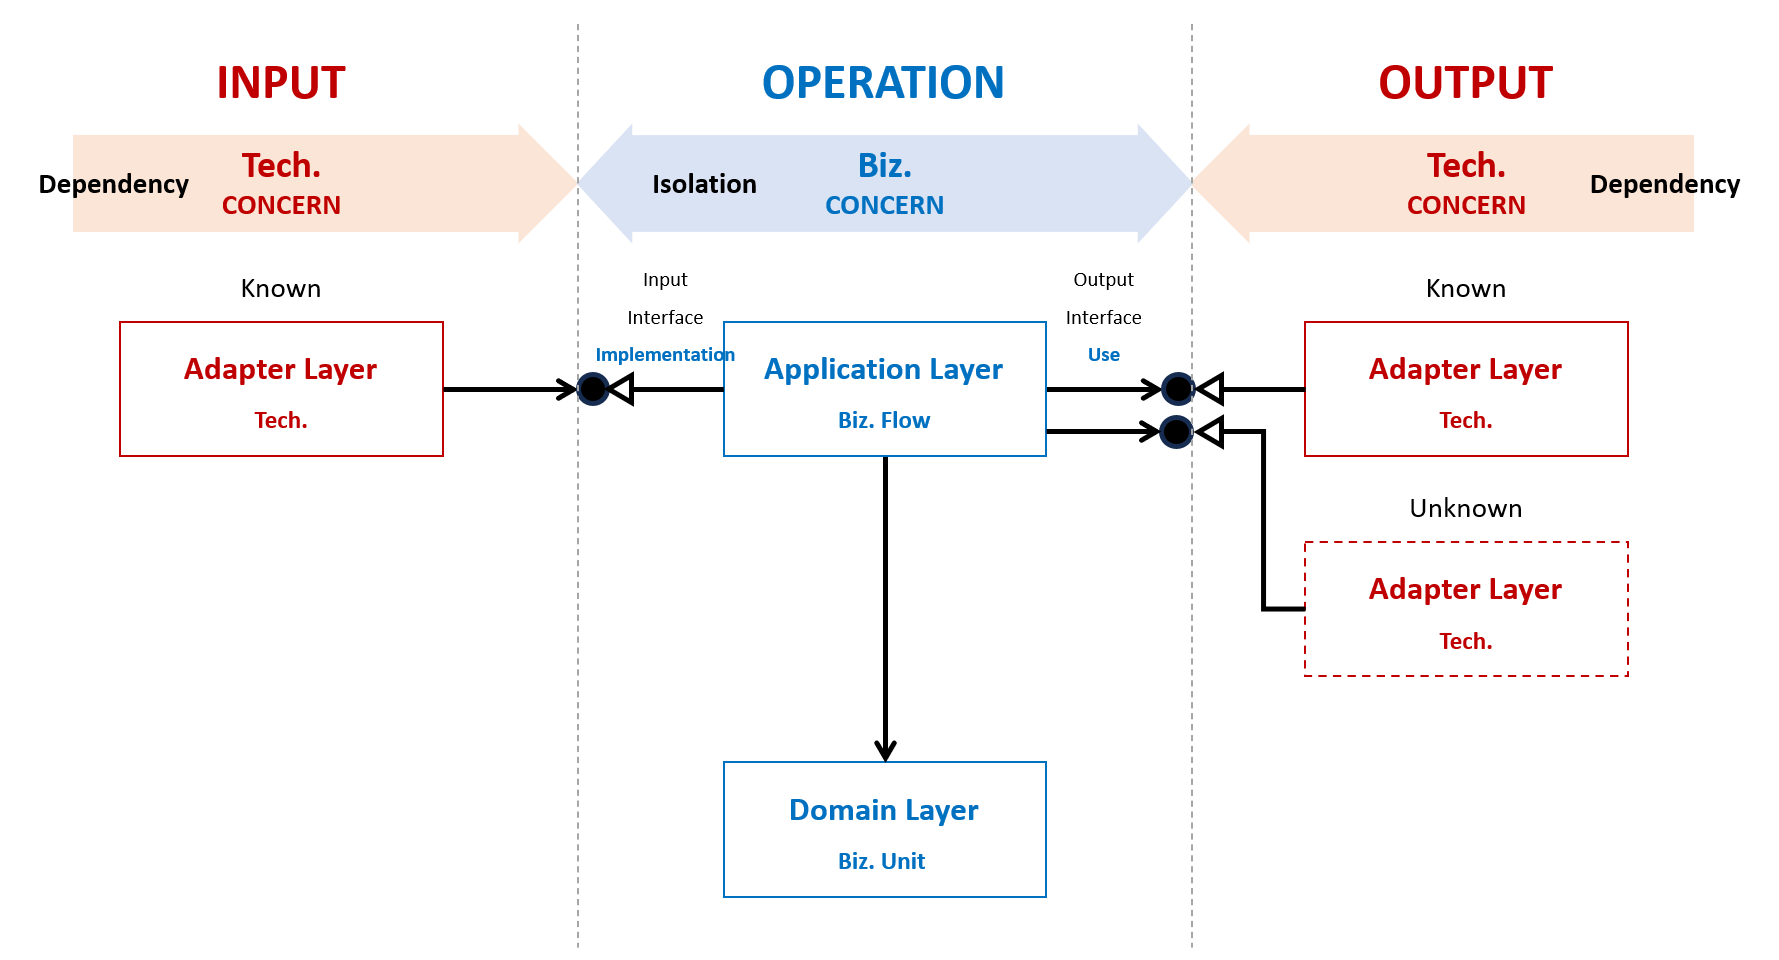 INPUT
OPERATION
OUTPUT
Dependency
Tech.
CONCERN
Isolation
Biz.
CONCERN
Tech.
CONCERN
Dependency
Known
Adapter Layer
Tech.
Input
Interface
Implementation
Application Layer
Biz. Flow
Output
Interface
Use
Known
Adapter Layer
Tech.
Unknown
Adapter Layer
Tech.
Domain Layer
Biz. Unit